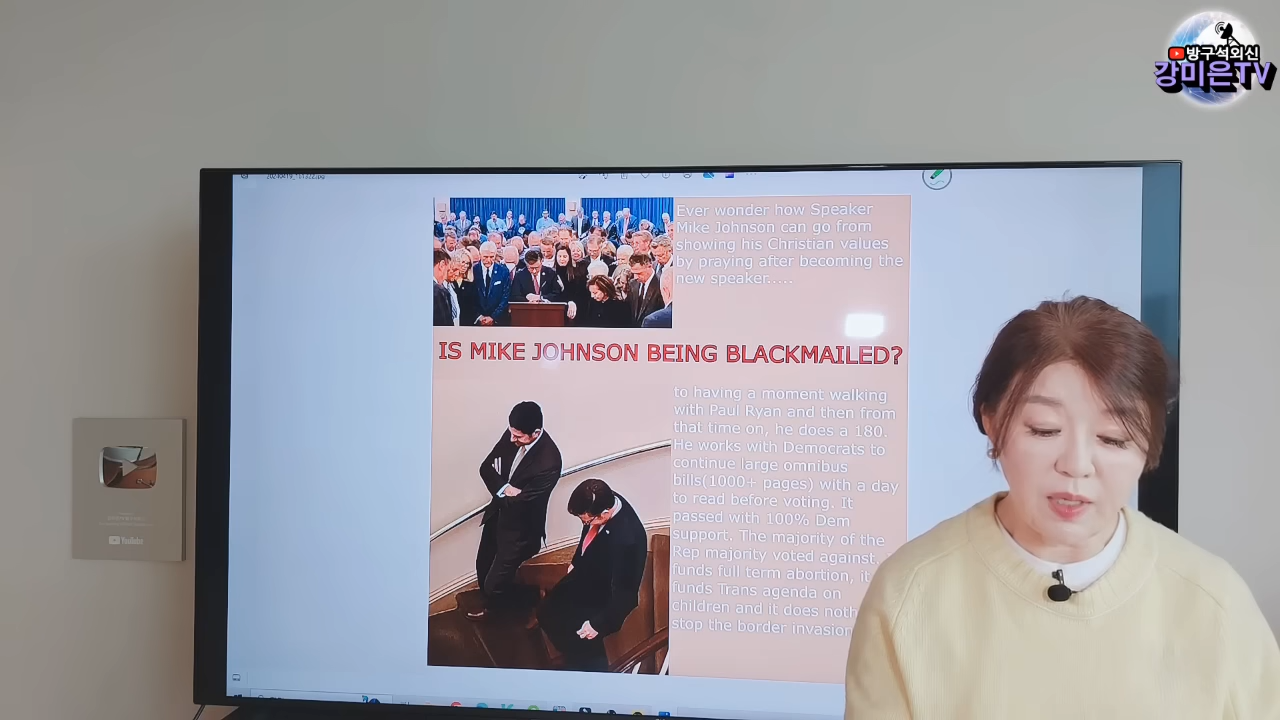 방구석외신
강미은TV
Ever wonder how Speaker
Mike Johnson can go from
showing his Christian values
by praying after becoming the
new speaker.....
IS MIKE JOHNSON BEING BLACKMAILED?
to having a moment walking
with Paul Ryan and then from
that time on, he does a 180.
He works with Democrats to
continue large omnibus
bills(1000+ pages) with a day
to read before voting. It
passed with 100% Dem
support. The majority of the
Rep majority voted against.
funds full term abortion, it
funds Trans agenda on
children and it does
stop the border invasion
YouTube